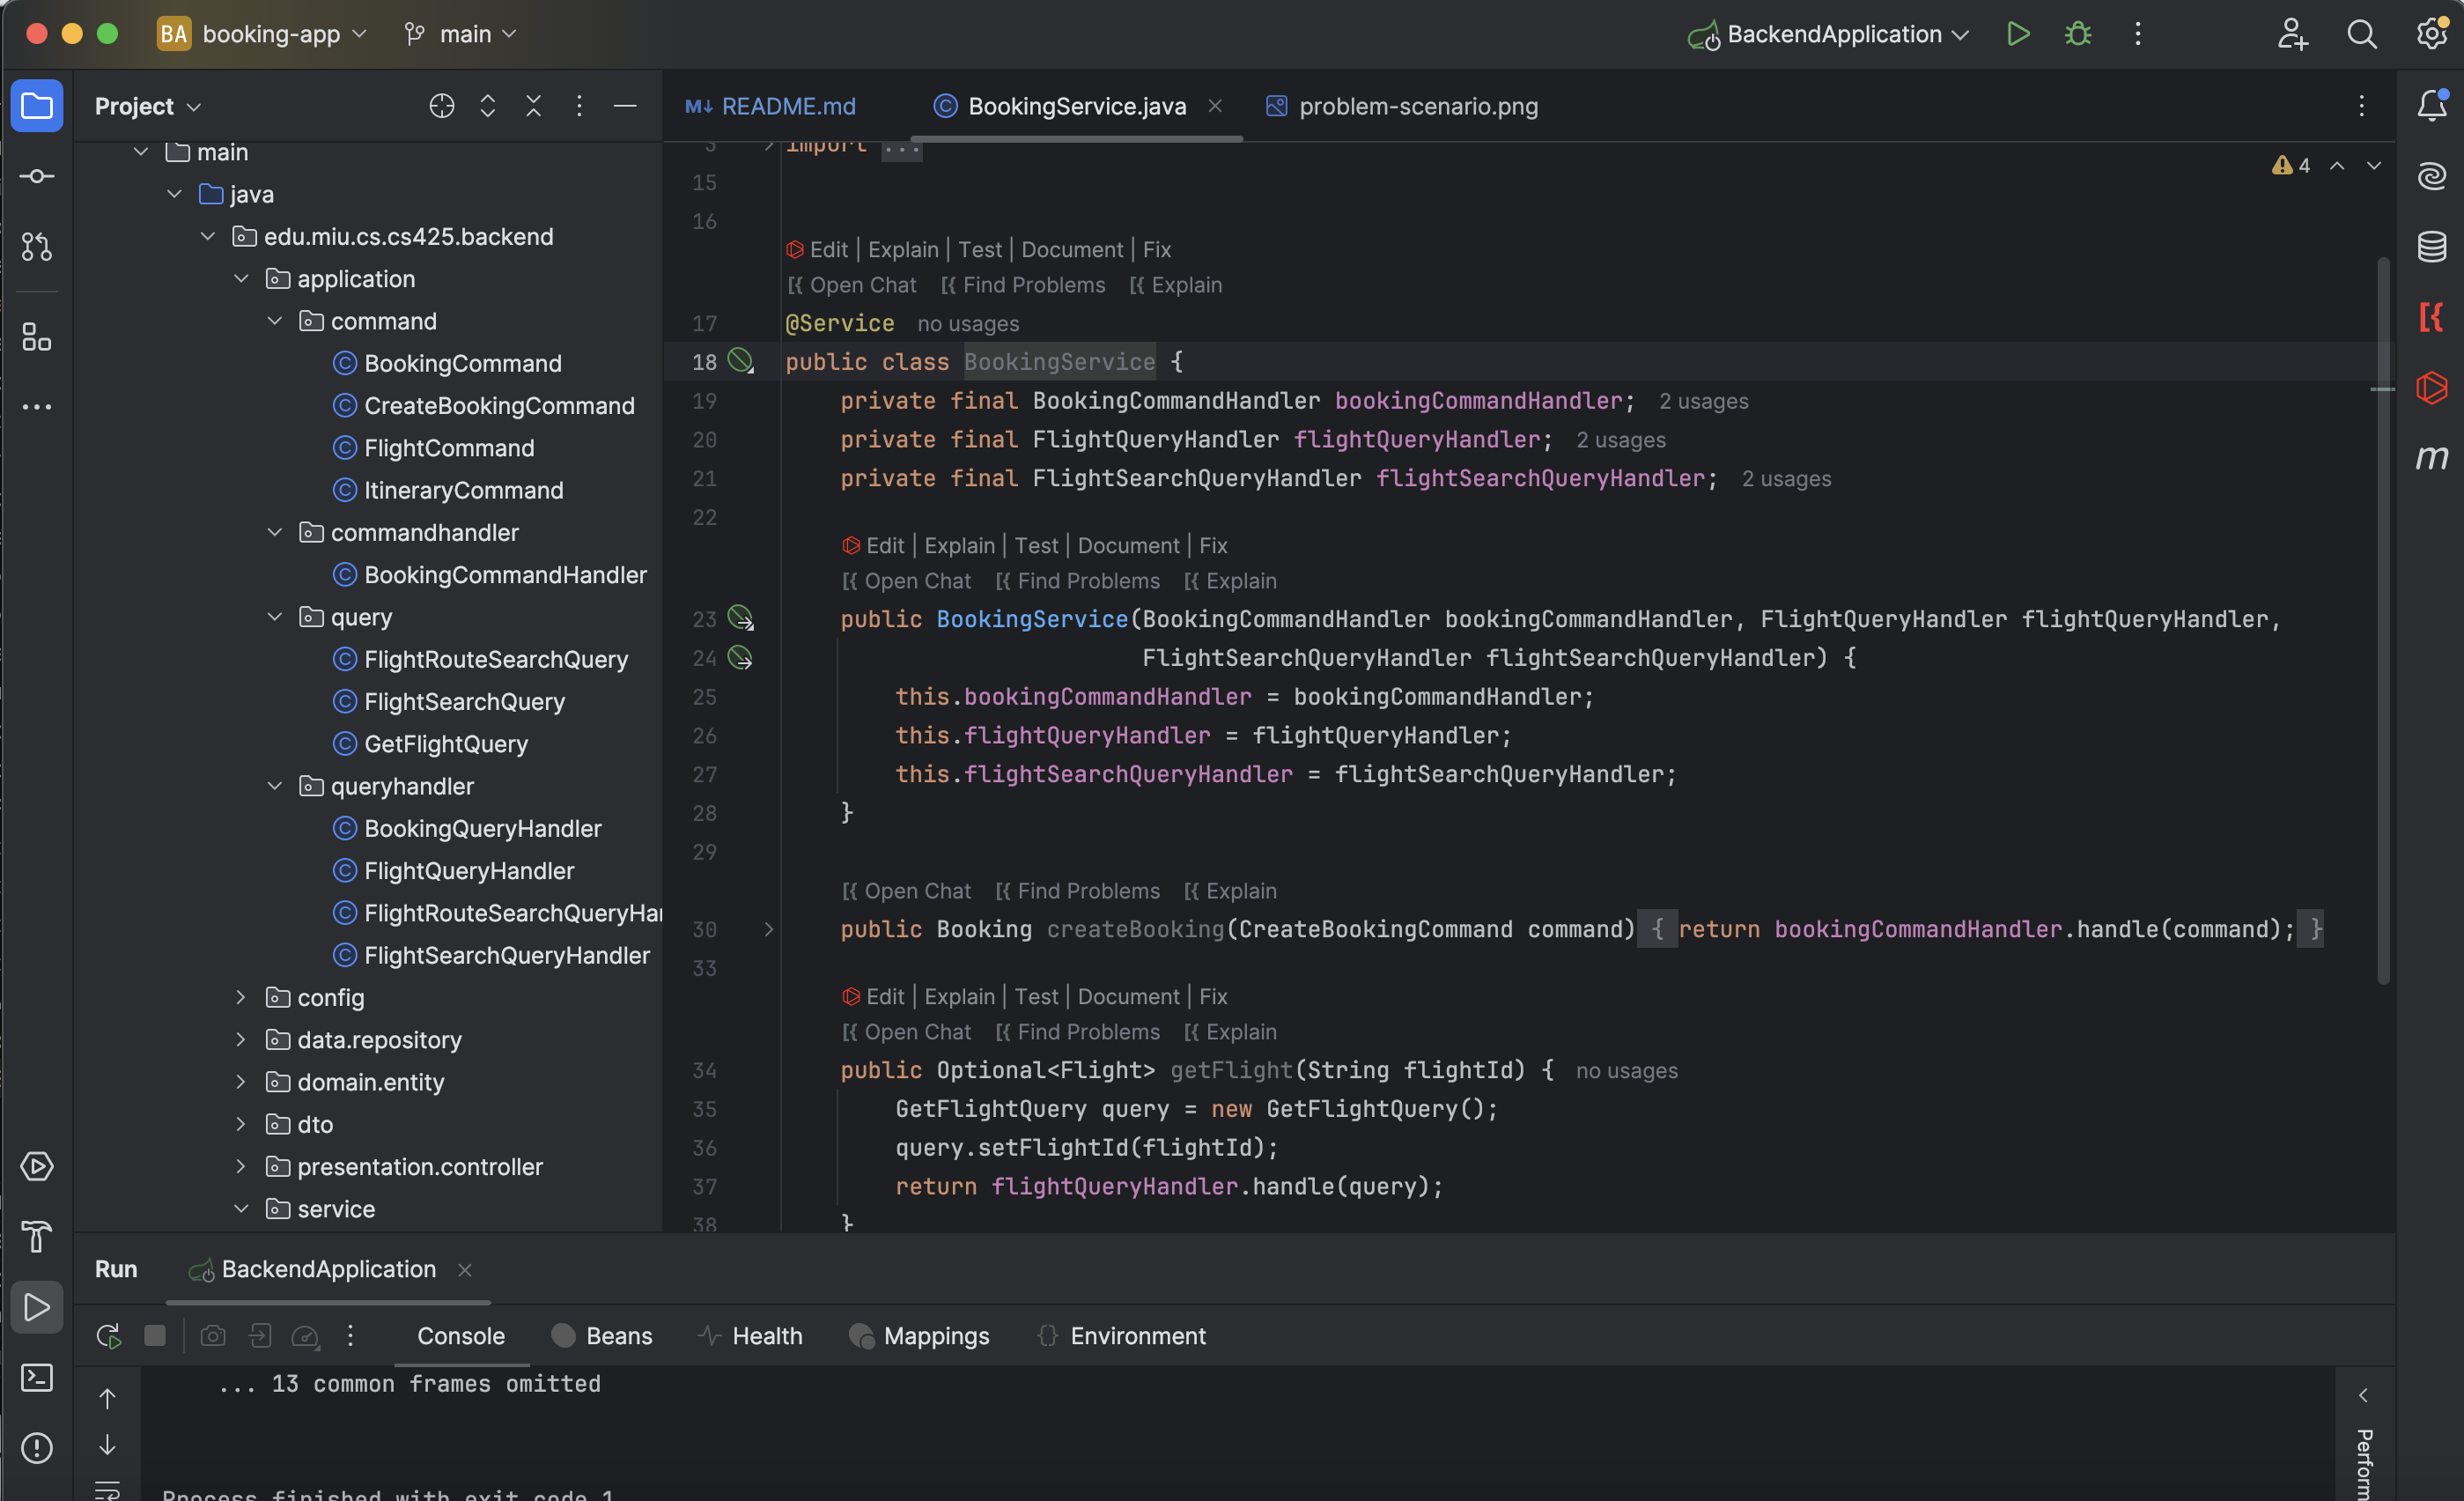 BA booking-app main BackendApplication
Project
README.md BookingService.java problem-scenario.png
main
java
edu.miu.cs.cs425.backend
application
command
BookingCommand
CreateBookingCommand
FlightCommand
ItineraryCommand
commandhandler
BookingCommandHandler
query
FlightRouteSearchQuery
FlightSearchQuery
GetFlightQuery
queryhandler
BookingQueryHandler
FlightQueryHandler
FlightRouteSearchQueryHa
FlightSearchQueryHandler
config
data.repository
domain.entity
dto
presentation.controller
service
4
3 import ...
15
16
Edit | Explain | Test | Document | Fix
Open Chat Find Problems Explain
17 @Service no usages
18 public class BookingService {
19 private final BookingCommandHandler bookingCommandHandler; 2 usages
20 private final FlightQueryHandler flightQueryHandler; 2 usages
21 private final FlightSearchQueryHandler flightSearchQueryHandler; 2 usages
22
Edit | Explain | Test | Document | Fix
Open Chat Find Problems Explain
23 public BookingService(BookingCommandHandler bookingCommandHandler, FlightQueryHandler flightQueryHandler,
24 FlightSearchQueryHandler flightSearchQueryHandler) {
25 this.bookingCommandHandler = bookingCommandHandler;
26 this.flightQueryHandler = flightQueryHandler;
27 this.flightSearchQueryHandler = flightSearchQueryHandler;
28 }
29
Open Chat Find Problems Explain
30 public Booking createBooking(CreateBookingCommand command) { return bookingCommandHandler.handle(command); }
33
Edit | Explain | Test | Document | Fix
Open Chat Find Problems Explain
34 public Optional<Flight> getFlight(String flightId) { no usages
35 GetFlightQuery query = new GetFlightQuery();
36 query.setFlightId(flightId);
37 return flightQueryHandler.handle(query);
38 }
Run BackendApplication
Console Beans Health Mappings Environment
... 13 common frames omitted
Process finished with exit code 1
Perform